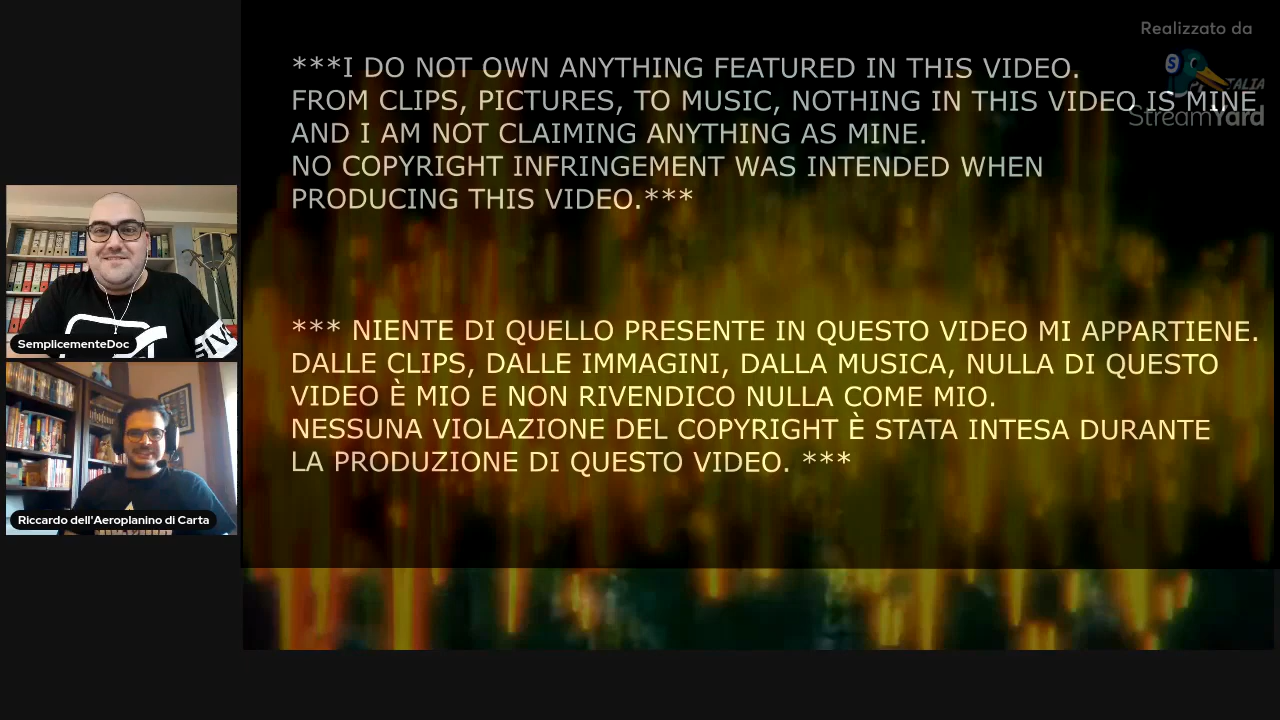 Realizzato da
***I DO NOT OWN ANYTHING FEATURED IN THIS VIDEO.
FROM CLIPS, PICTURES, TO MUSIC, NOTHING IN THIS VIDEO IS MINE
AND I AM NOT CLAIMING ANYTHING AS MINE.
NO COPYRIGHT INFRINGEMENT WAS INTENDED WHEN
PRODUCING THIS VIDEO.***
S
ITALIA
StreamYard
*** NIENTE DI QUELLO PRESENTE IN QUESTO VIDEO MI APPARTIENE.
DALLE CLIPS, DALLE IMMAGINI, DALLA MUSICA, NULLA DI QUESTO
VIDEO È MIO E NON RIVENDICO NULLA COME MIO.
NESSUNA VIOLAZIONE DEL COPYRIGHT È STATA INTESA DURANTE
LA PRODUZIONE DI QUESTO VIDEO. ***
SemplicementeDoc
Riccardo dell'Aeroplanino di Carta